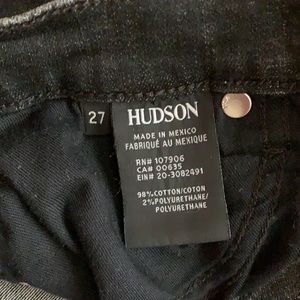 27
HUDSON
MADE IN MEXICO
FABRIQUÉ AU MEXIQUE
RN# 107906
CA# 00635
EIN# 20-3082491
98% COTTON/COTON
2% POLYURETHANE/
POLYURETHANE